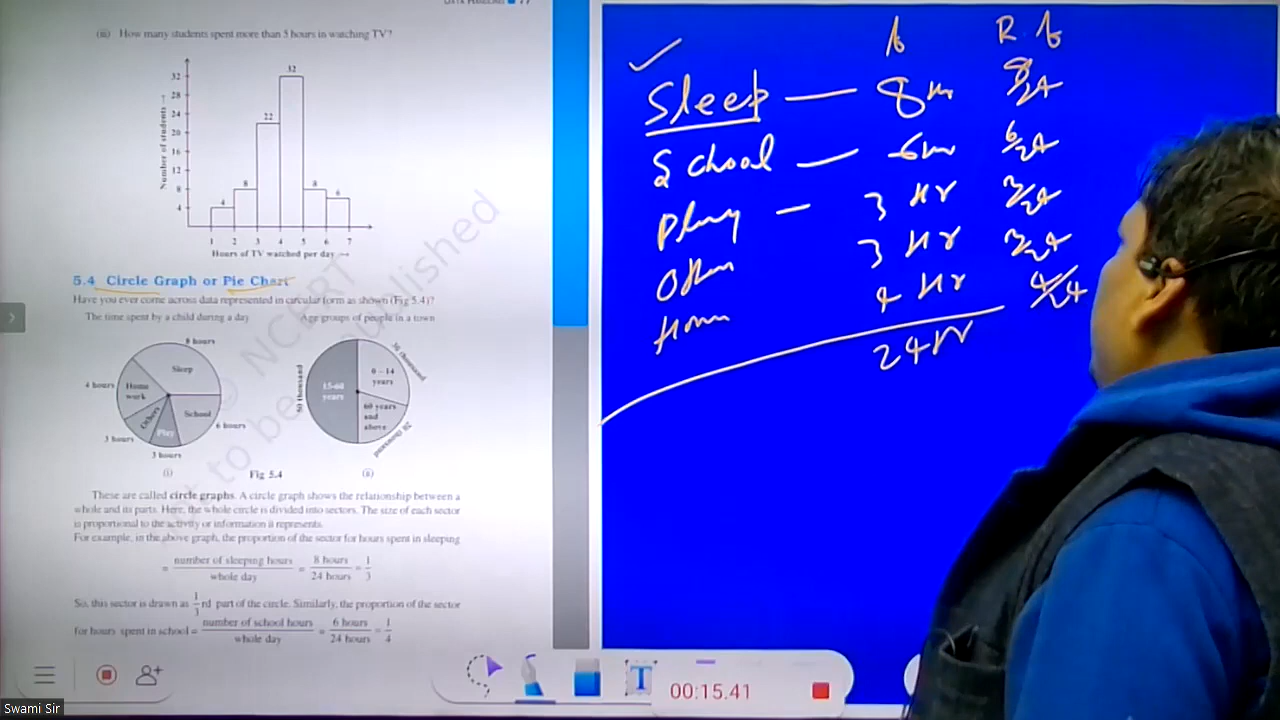 (iii) How many students spent more than 5 hours in watching TV?
32
32
28
24
22
20
16
12
8
8
8
6
4
4
Number of students
1 2 3 4 5 6 7
Hours of TV watched per day
5.4 Circle Graph or Pie Chart
Have you ever come across data represented in circular form as shown (Fig 5.4)?
The time spent by a child during a day
Age groups of people in a town
8 hours
Sleep
4 hours
Home work
School
6 hours
Others
Play
3 hours
3 hours
(i)
50 thousand
15-60 years
0 – 14 years
30 thousand
60 years and above
20 thousand
(ii)
Fig 5.4
© NCERT
not to be republished
These are called circle graphs. A circle graph shows the relationship between a
whole and its parts. Here, the whole circle is divided into sectors. The size of each sector
is proportional to the activity or information it represents.
For example, in the above graph, the proportion of the sector for hours spent in sleeping
= number of sleeping hours / whole day = 8 hours / 24 hours = 1/3
So, this sector is drawn as 1/3 rd part of the circle. Similarly, the proportion of the sector
for hours spent in school = number of school hours / whole day = 6 hours / 24 hours = 1/4
Sleep — 8 Hr 8/24
School — 6 Hr 6/24
Play — 3 Hr 3/24
3 Hr 3/24
4 Hr 4/24
24 Hr
T
00:15.41
Swami Sir